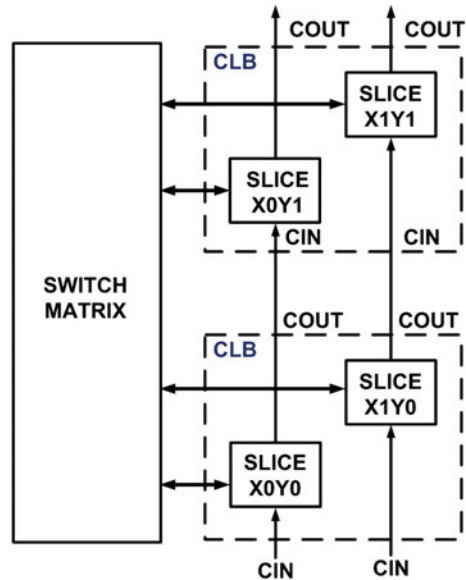 COUT
COUT
CLB
SLICE
X1Y1
SLICE
X0Y1
CIN
CIN
SWITCH
MATRIX
COUT
COUT
CLB
SLICE
X1Y0
SLICE
X0Y0
CIN
CIN